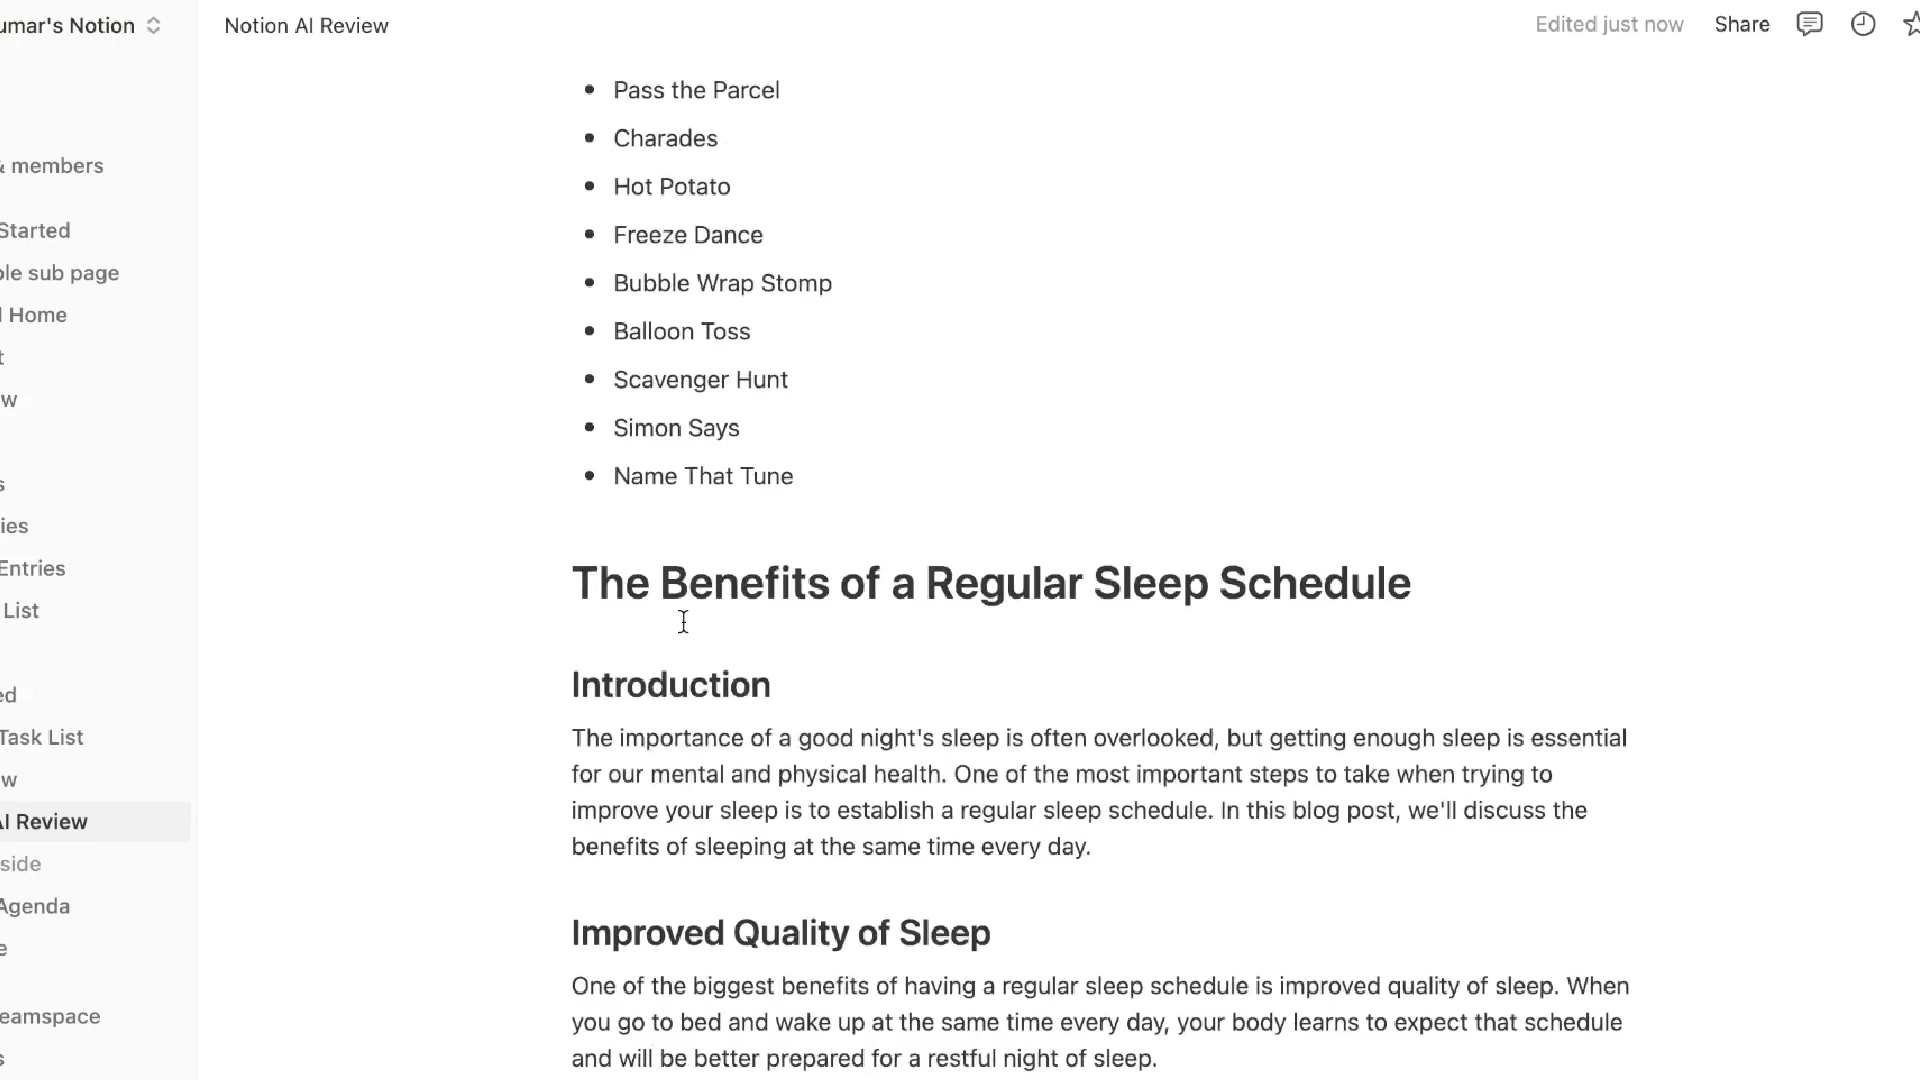 umar's Notion
Notion AI Review
Edited just now
Share
& members
Started
ole sub page
Home
t
w
s
ies
Entries
List
ed
Task List
w
AI Review
side
Agenda
e
eamspace
s
• Pass the Parcel
• Charades
• Hot Potato
• Freeze Dance
• Bubble Wrap Stomp
• Balloon Toss
• Scavenger Hunt
• Simon Says
• Name That Tune
The Benefits of a Regular Sleep Schedule
Introduction
The importance of a good night's sleep is often overlooked, but getting enough sleep is essential
for our mental and physical health. One of the most important steps to take when trying to
improve your sleep is to establish a regular sleep schedule. In this blog post, we'll discuss the
benefits of sleeping at the same time every day.
Improved Quality of Sleep
One of the biggest benefits of having a regular sleep schedule is improved quality of sleep. When
you go to bed and wake up at the same time every day, your body learns to expect that schedule
and will be better prepared for a restful night of sleep.